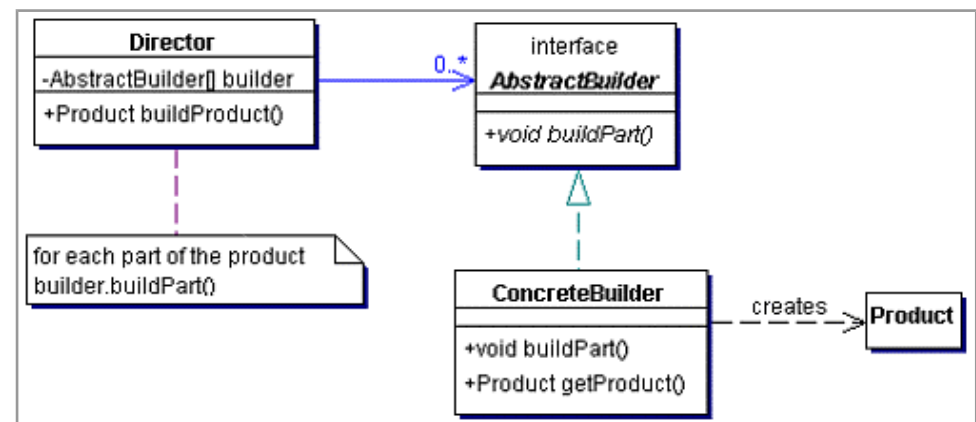 Director
-AbstractBuilder[] builder
+Product buildProduct()
0..*
interface
AbstractBuilder
+void buildPart()
for each part of the product
builder.buildPart()
ConcreteBuilder
+void buildPart()
+Product getProduct()
creates
Product